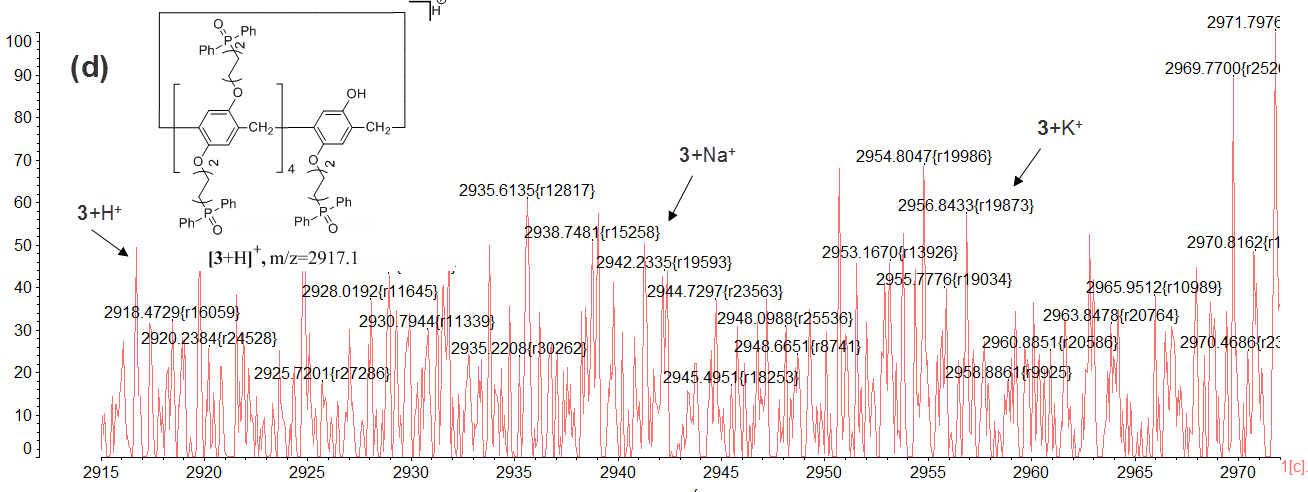 2971.7976
2969.7700{r252
(d)
H⊕
O
Ph P Ph
2
O
OH
CH2
CH2
4
O
O
2
2
Ph P Ph
O
Ph P Ph
O
[3+H]+, m/z=2917.1
3+H+
3+Na+
3+K+
2954.8047{r19986}
2935.6135{r12817}
2956.8433{r19873}
2938.7481{r15258}
2970.8162{r1
2953.1670{r13926}
2942.2335{r19593}
2955.7776{r19034}
2965.9512{r10989}
2928.0192{r11645}
2944.7297{r23563}
2918.4729{r16059}
2963.8478{r20764}
2930.7944{r11339}
2948.0988{r25536}
2920.2384{r24528}
2960.8851{r20586}
2970.4686{r23
2935.2208{r30262}
2948.6651{r8741}
2925.7201{r27286}
2958.8861{r9925}
2945.4951{r18253}
100
90
80
70
60
50
40
30
20
10
0
2915 2920 2925 2930 2935 2940 2945 2950 2955 2960 2965 2970
1[c].